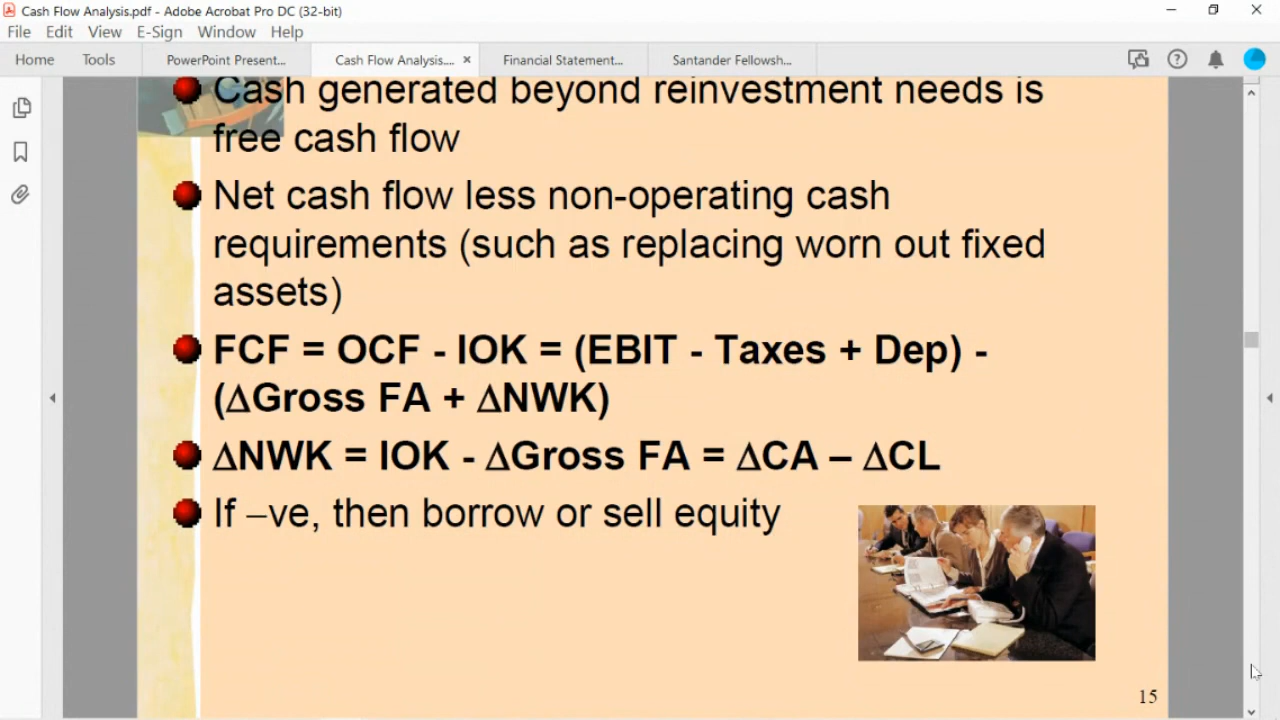 Cash Flow Analysis.pdf - Adobe Acrobat Pro DC (32-bit)
File Edit View E-Sign Window Help
Home Tools PowerPoint Present... Cash Flow Analysis.... × Financial Statement... Santander Fellowsh...
Cash generated beyond reinvestment needs is
free cash flow
Net cash flow less non-operating cash
requirements (such as replacing worn out fixed
assets)
FCF = OCF - IOK = (EBIT - Taxes + Dep) -
(ΔGross FA + ΔNWK)
ΔNWK = IOK - ΔGross FA = ΔCA – ΔCL
If –ve, then borrow or sell equity
15